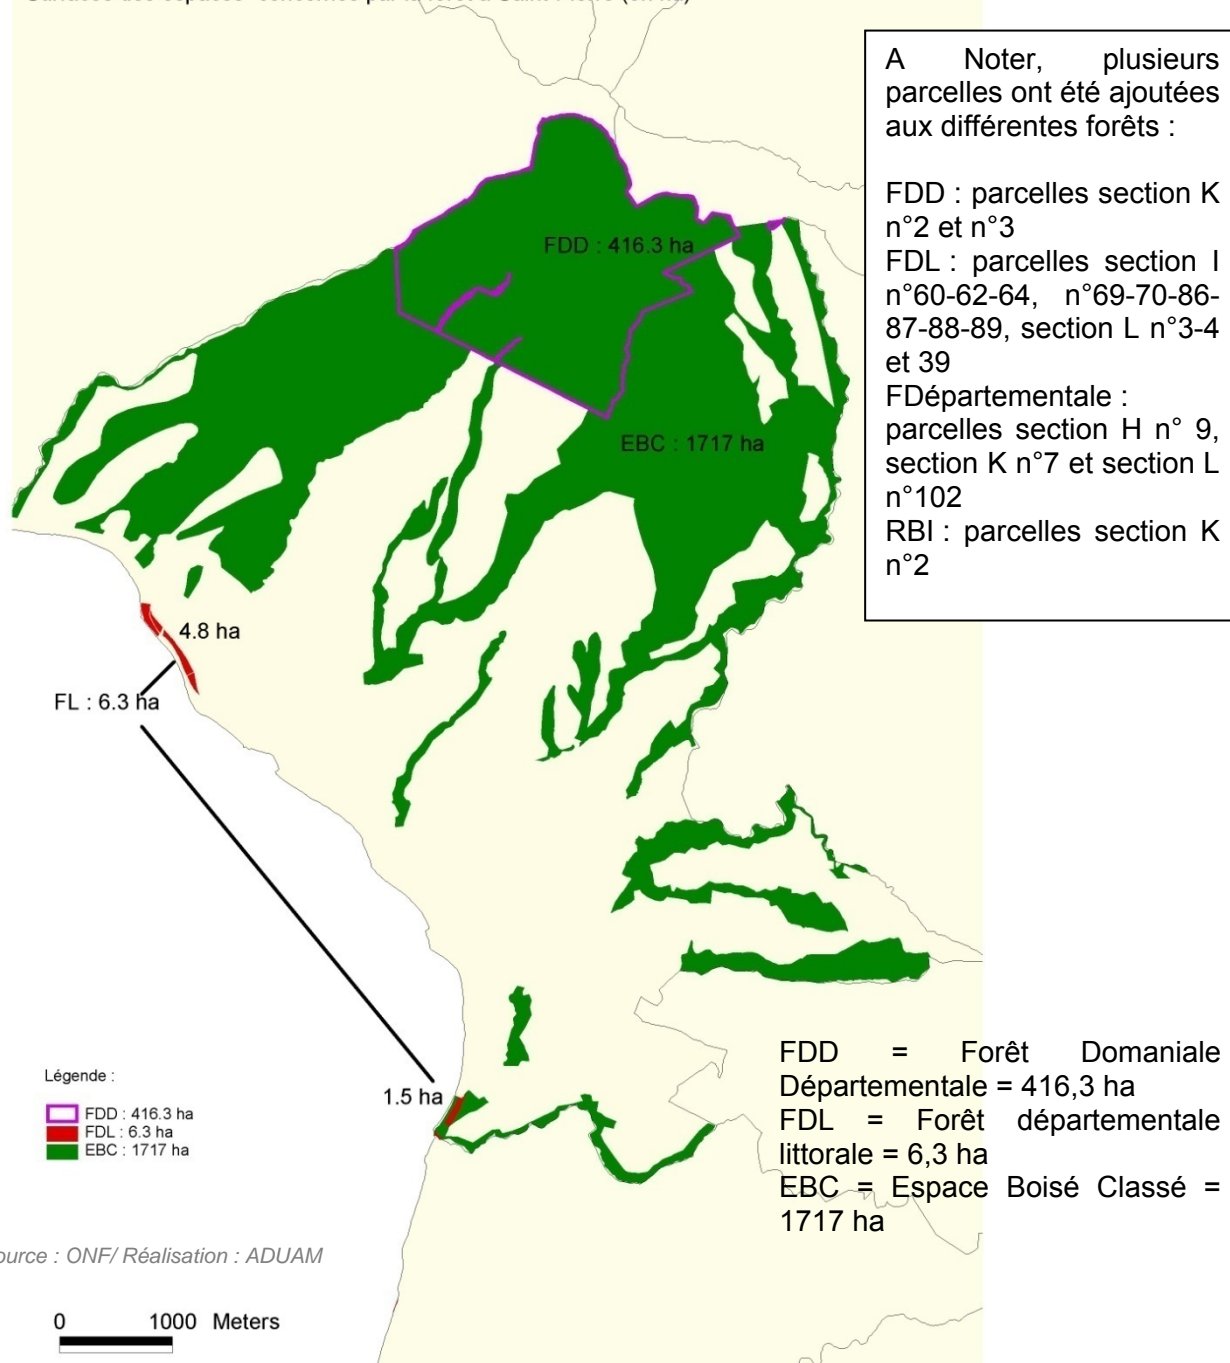 A Noter, plusieurs
parcelles ont été ajoutées
aux différentes forêts :
FDD : parcelles section K
n°2 et n°3
FDL : parcelles section I
n°60-62-64, n°69-70-86-
87-88-89, section L n°3-4
et 39
FDépartementale :
parcelles section H n° 9,
section K n°7 et section L
n°102
RBI : parcelles section K
n°2
FDD : 416.3 ha
EBC : 1717 ha
4.8 ha
FL : 6.3 ha
1.5 ha
Légende :
FDD : 416.3 ha
FDL : 6.3 ha
EBC : 1717 ha
FDD = Forêt Domaniale
Départementale = 416,3 ha
FDL = Forêt départementale
littorale = 6,3 ha
EBC = Espace Boisé Classé =
1717 ha
ource : ONF/ Réalisation : ADUAM
0 1000 Meters